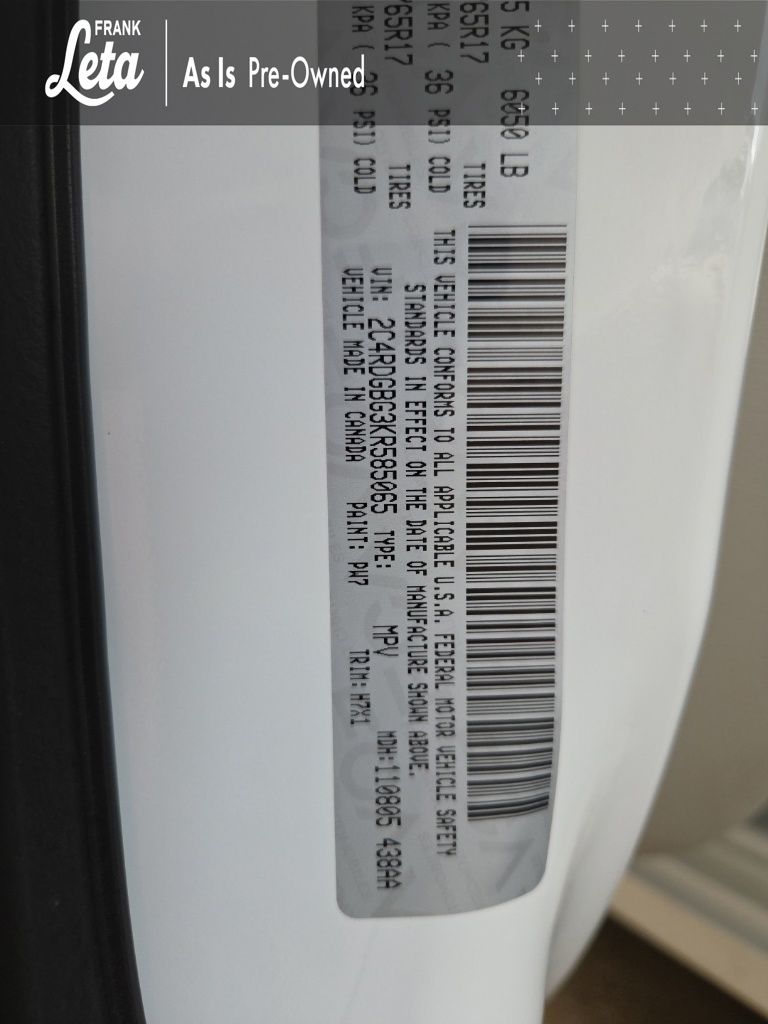 FRANK
Leta
As Is Pre-Owned
5 KG 6050 LB
65R17 TIRES
KPA ( 36 PSI) COLD
65R17 TIRES
KPA ( 36 PSI) COLD
THIS VEHICLE CONFORMS TO ALL APPLICABLE U.S.A. FEDERAL MOTOR VEHICLE SAFETY
STANDARDS IN EFFECT ON THE DATE OF MANUFACTURE SHOWN ABOVE.
VIN: 2C4RDGBG3KR585065 TYPE: MPV MDH:110805 438AA
VEHICLE MADE IN CANADA PAINT: PW7 TRIM: H7X1